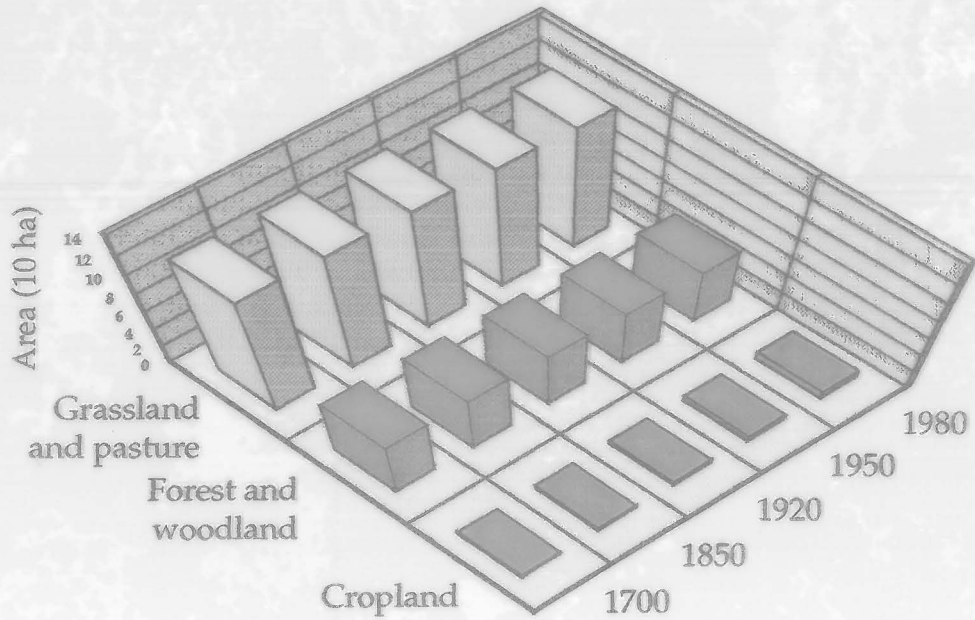 Area (10 ha)
14
12
10
8
6
4
2
0
Grassland
and pasture
Forest and
woodland
Cropland
1700
1850
1920
1950
1980